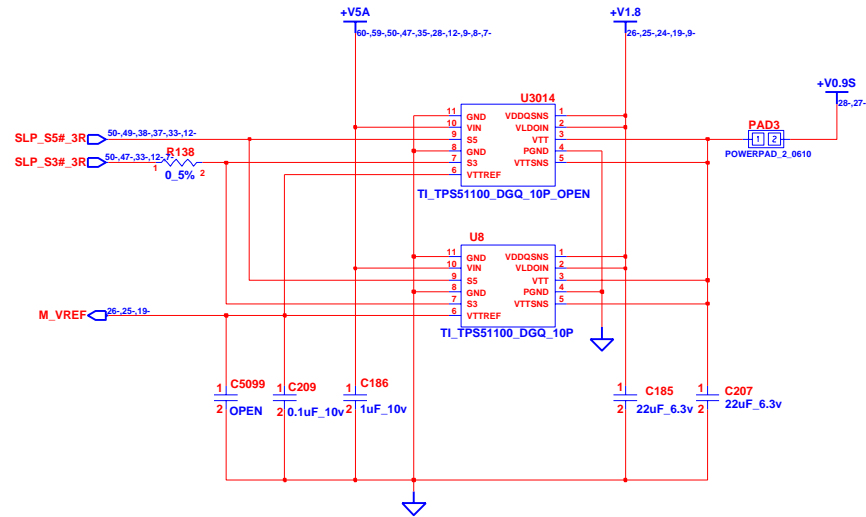 +V5A
60-,59-,50-,47-,35-,28-,12-,9-,8-,7-
+V1.8
26-,25-,24-,19-,9-
+V0.9S
28-,27-
U3014
11 GND VDDQSNS 1
10 VIN VLDOIN 2
9 S5 VTT 3
8 GND PGND 4
7 S3 VTTSNS 5
6 VTTREF
TI_TPS51100_DGQ_10P_OPEN
SLP_S5#_3R 50-,49-,38-,37-,33-,12-
SLP_S3#_3R 50-,47-,33-,12-,7-
R138
1 2
0_5%
PAD3
1 2
POWERPAD_2_0610
U8
11 GND VDDQSNS 1
10 VIN VLDOIN 2
9 S5 VTT 3
8 GND PGND 4
7 S3 VTTSNS 5
6 VTTREF
TI_TPS51100_DGQ_10P
M_VREF 26-,25-,19-
1 C5099
2 OPEN
1 C209
2 0.1uF_10v
1 C186
2 1uF_10v
1 C185
2 22uF_6.3v
1 C207
2 22uF_6.3v